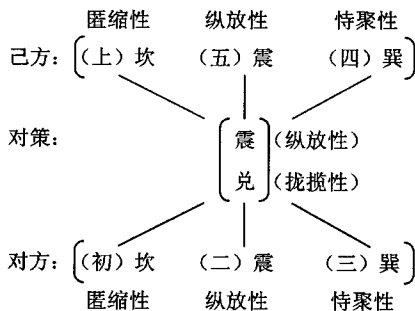 匿缩性 纵放性 恃聚性
己方：（上）坎 （五）震 （四）巽
对策： 震（纵放性）
兑（拢揽性）
对方：（初）坎 （二）震 （三）巽
匿缩性 纵放性 恃聚性